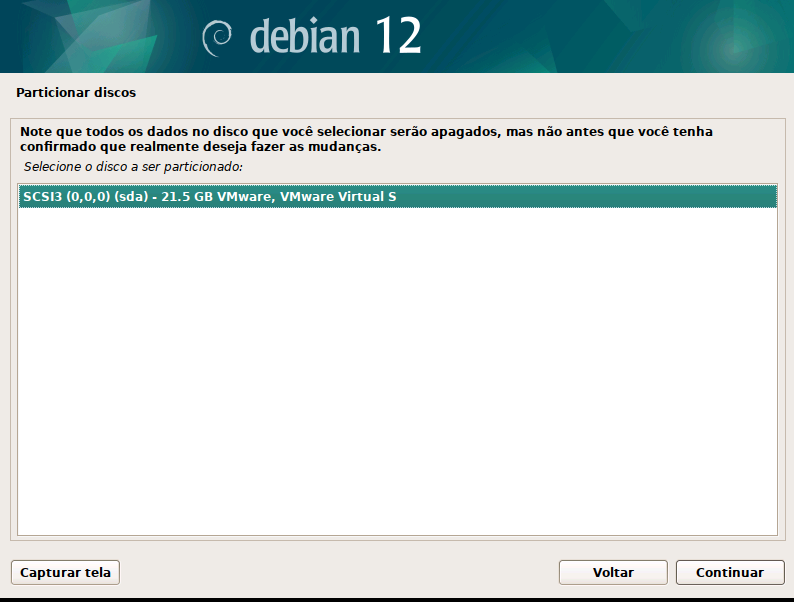 debian 12
Particionar discos
Note que todos os dados no disco que você selecionar serão apagados, mas não antes que você tenha
confirmado que realmente deseja fazer as mudanças.
Selecione o disco a ser particionado:
SCSI3 (0,0,0) (sda) - 21.5 GB VMware, VMware Virtual S
Capturar tela
Voltar
Continuar